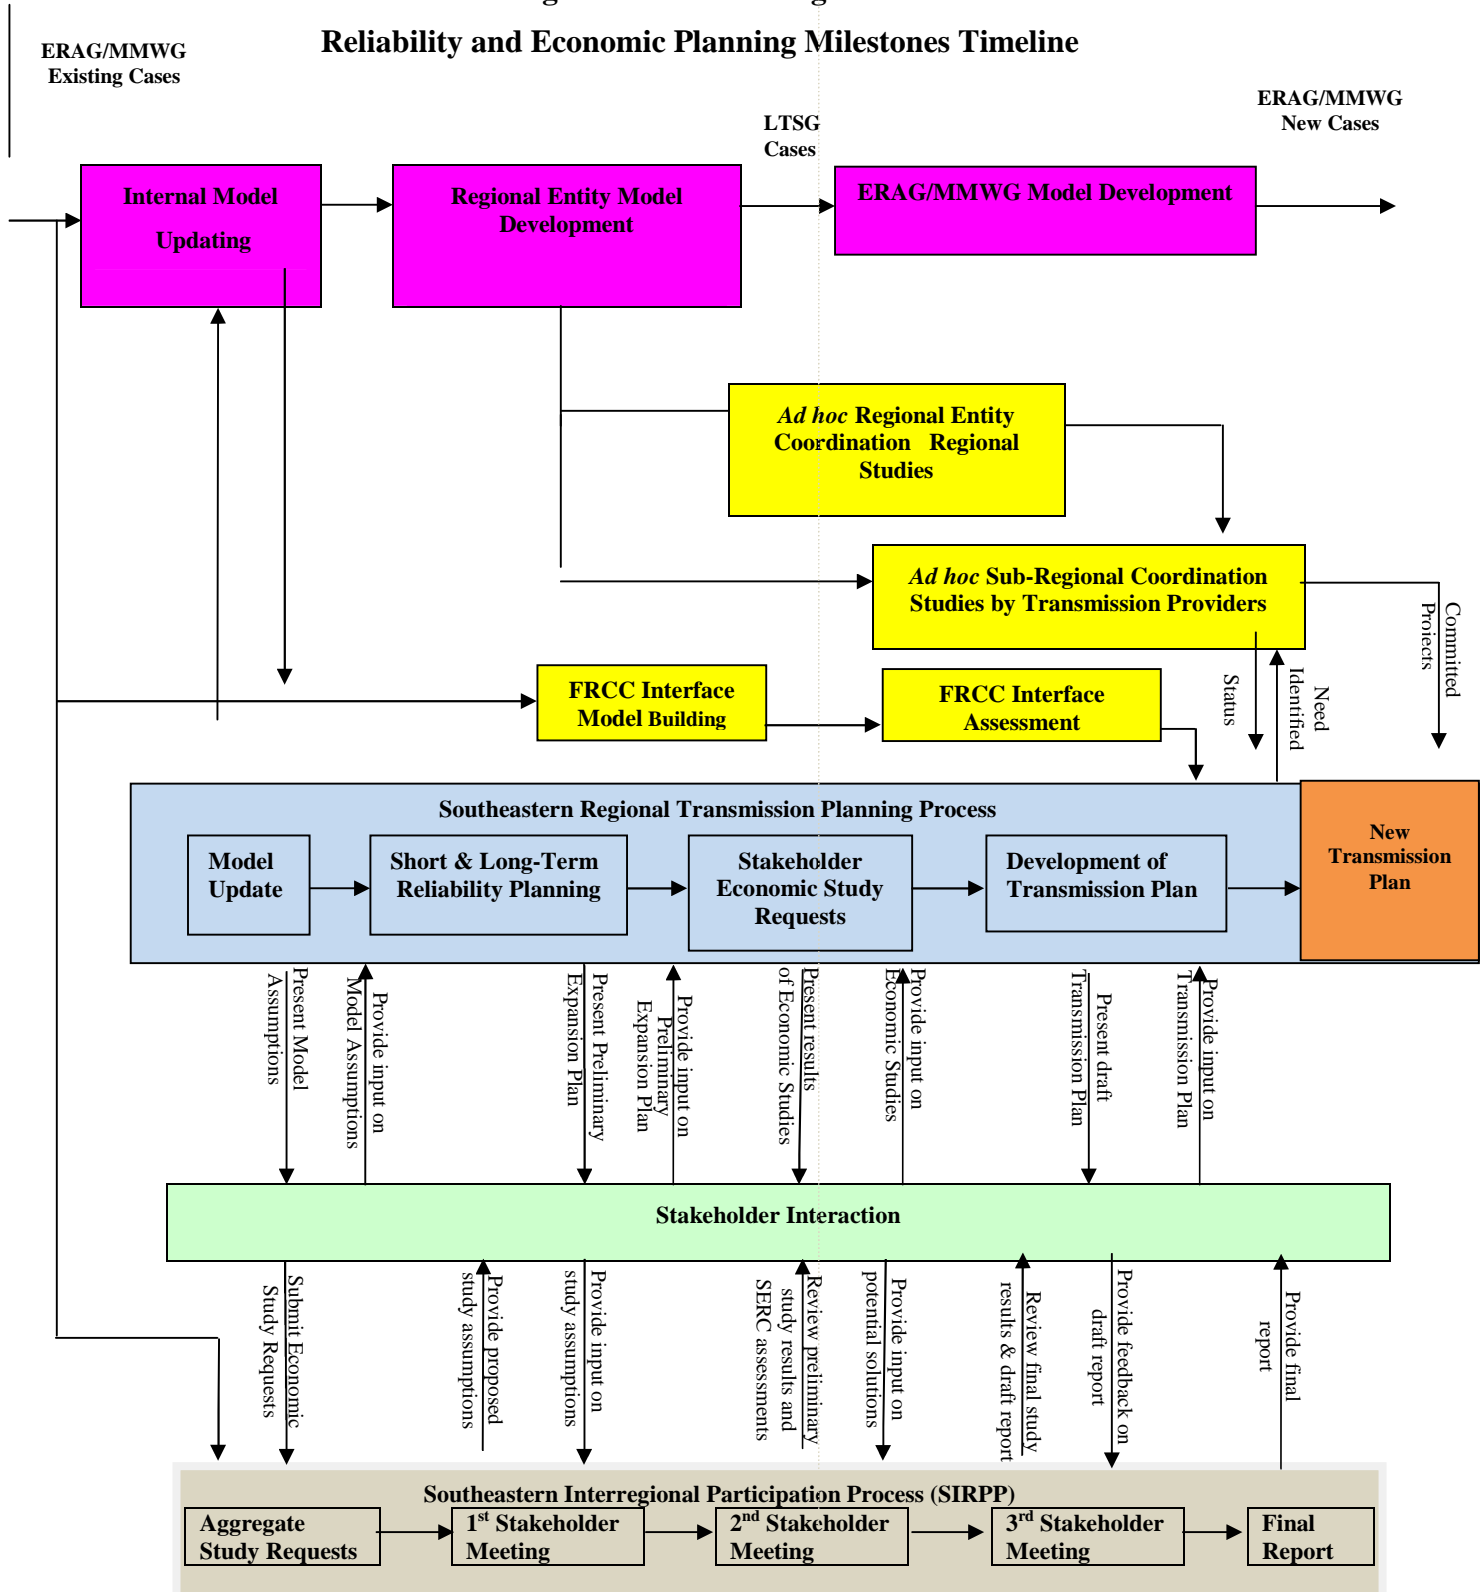 Reliability and Economic Planning Milestones Timeline
ERAG/MMWG
Existing Cases
LTSG
Cases
ERAG/MMWG
New Cases
Internal Model
Updating
Regional Entity Model
Development
ERAG/MMWG Model Development
Ad hoc Regional Entity
Coordination Regional
Studies
Ad hoc Sub-Regional Coordination
Studies by Transmission Providers
Committed
Projects
FRCC Interface
Model Building
FRCC Interface
Assessment
Status
Need
Identified
Southeastern Regional Transmission Planning Process
Model
Update
Short & Long-Term
Reliability Planning
Stakeholder
Economic Study
Requests
Development of
Transmission Plan
New
Transmission
Plan
Present Model
Assumptions
Provide input on
Model Assumptions
Present Preliminary
Expansion Plan
Provide input on
Preliminary
Expansion Plan
Present results
of Economic Studies
Provide input on
Economic Studies
Present draft
Transmission Plan
Provide input on
Transmission Plan
Stakeholder Interaction
Submit Economic
Study Requests
Provide proposed
study assumptions
Provide input on
study assumptions
Review preliminary
study results and
SERC assessments
Provide input on
potential solutions
Review final study
results & draft report
Provide feedback on
draft report
Provide final
report
Southeastern Interregional Participation Process (SIRPP)
Aggregate
Study Requests
1st Stakeholder
Meeting
2nd Stakeholder
Meeting
3rd Stakeholder
Meeting
Final
Report